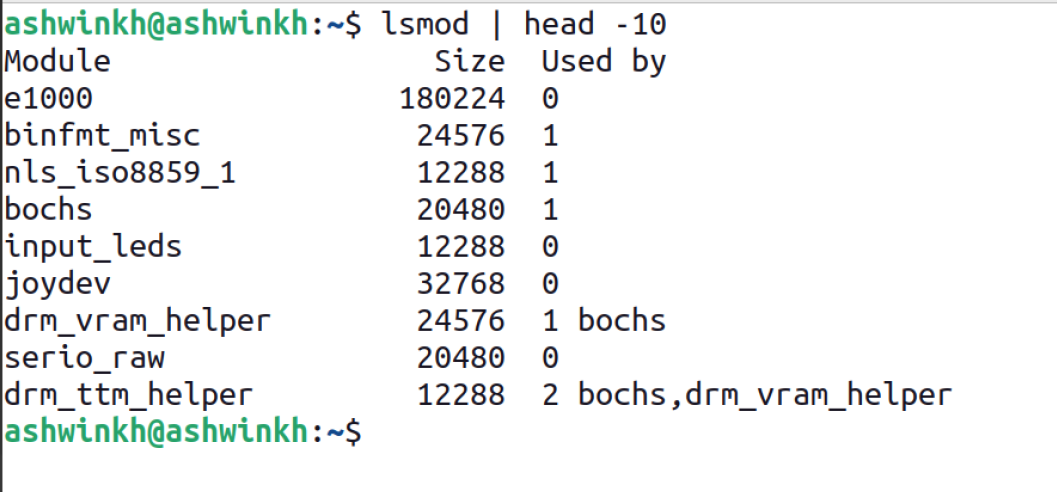 ashwinkh@ashwinkh:~$ lsmod | head -10
Module                  Size  Used by
e1000                 180224  0
binfmt_misc            24576  1
nls_iso8859_1          12288  1
bochs                  20480  1
input_leds             12288  0
joydev                 32768  0
drm_vram_helper        24576  1 bochs
serio_raw              20480  0
drm_ttm_helper         12288  2 bochs,drm_vram_helper
ashwinkh@ashwinkh:~$